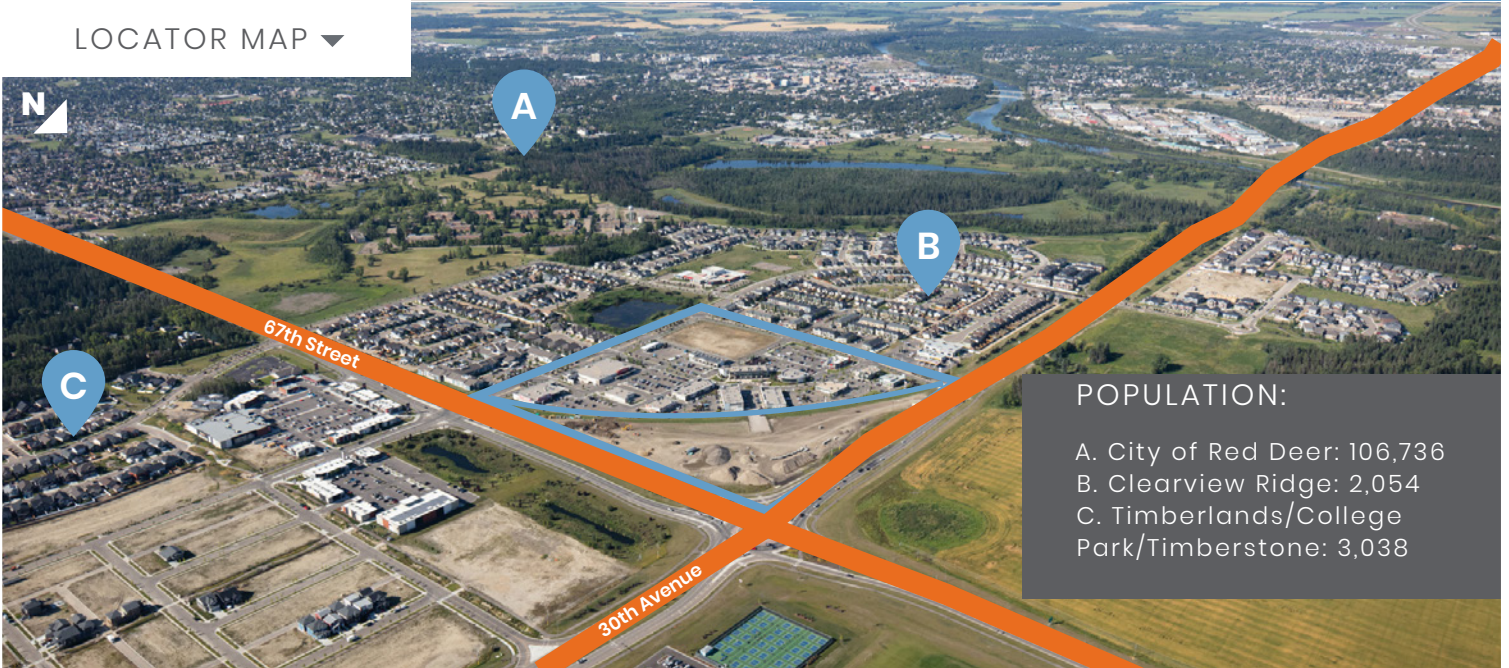 LOCATOR MAP
N
A
B
C
67th Street
30th Avenue
POPULATION:
A. City of Red Deer: 106,736
B. Clearview Ridge: 2,054
C. Timberlands/College
Park/Timberstone: 3,038